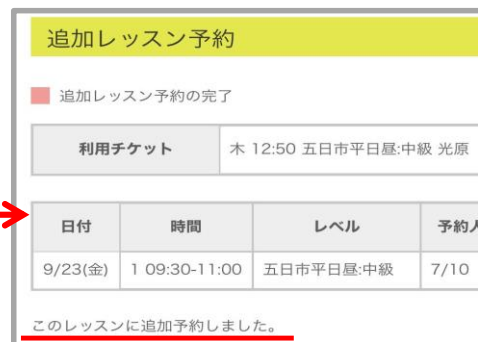 追加レッスン予約
追加レッスン予約の完了
利用チケット 木 12:50 五日市平日昼:中級 光原
日付 時間 レベル 予約人
9/23(金) 1 09:30-11:00 五日市平日昼:中級 7/10
このレッスンに追加予約しました。